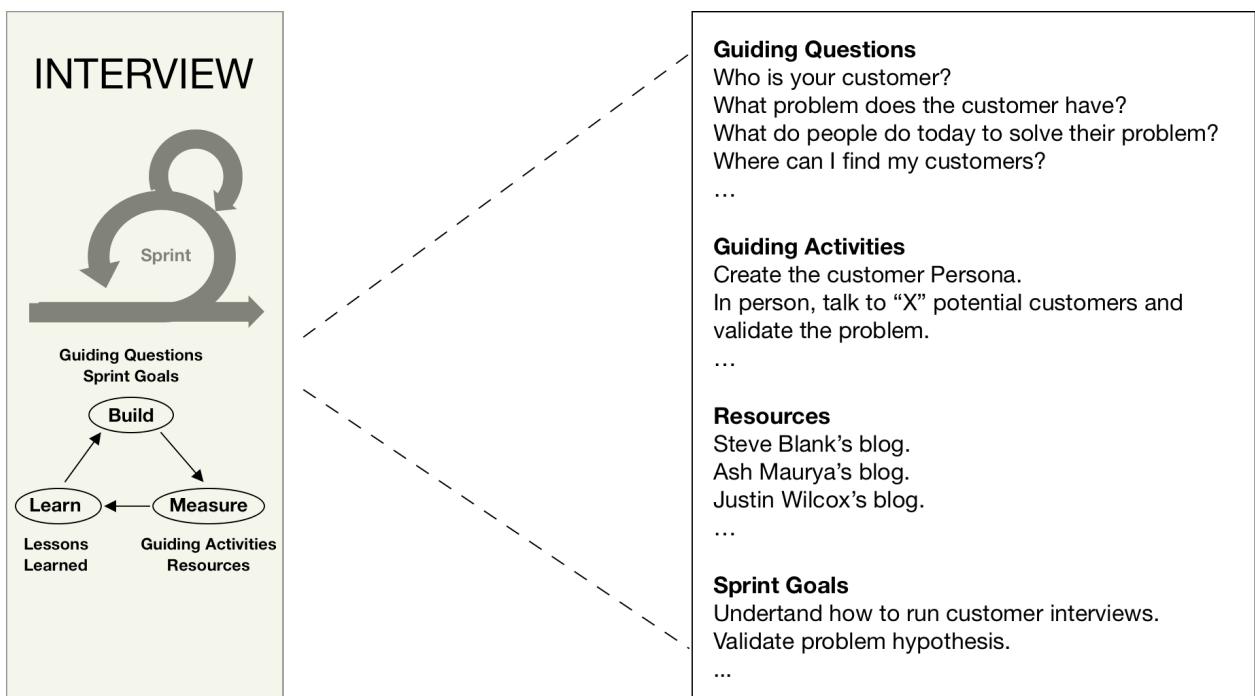 INTERVIEW
Sprint
Guiding Questions
Sprint Goals
Build
Learn
Measure
Lessons
Learned
Guiding Activities
Resources
Guiding Questions
Who is your customer?
What problem does the customer have?
What do people do today to solve their problem?
Where can I find my customers?
…
Guiding Activities
Create the customer Persona.
In person, talk to “X” potential customers and
validate the problem.
…
Resources
Steve Blank’s blog.
Ash Maurya’s blog.
Justin Wilcox’s blog.
…
Sprint Goals
Undertand how to run customer interviews.
Validate problem hypothesis.
...